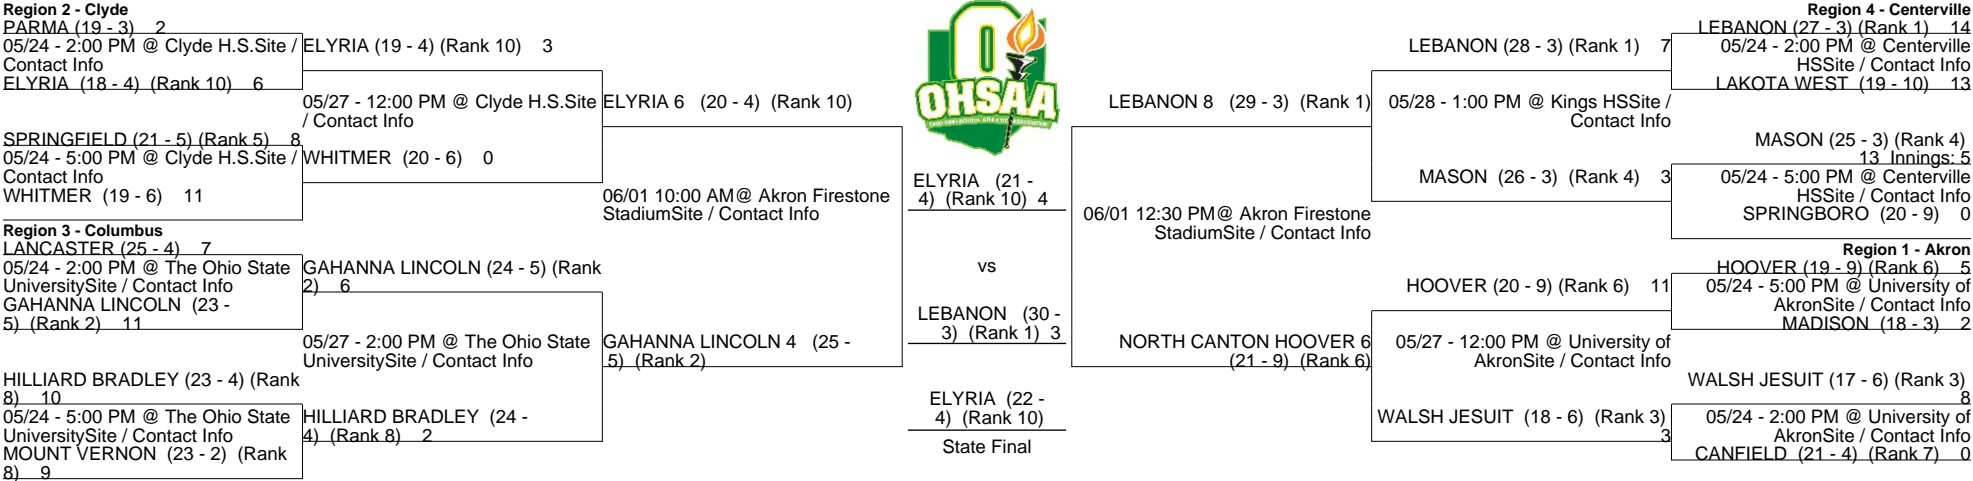 Region 2 - Clyde
PARMA (19 - 3) 2
05/24 - 2:00 PM @ Clyde H.S.Site /
Contact Info
ELYRIA (18 - 4) (Rank 10) 6
SPRINGFIELD (21 - 5) (Rank 5) 8
05/24 - 5:00 PM @ Clyde H.S.Site /
Contact Info
WHITMER (19 - 6) 11
Region 3 - Columbus
LANCASTER (25 - 4) 7
05/24 - 2:00 PM @ The Ohio State
UniversitySite / Contact Info
GAHANNA LINCOLN (23 -
5) (Rank 2) 11
HILLIARD BRADLEY (23 - 4) (Rank
8) 10
05/24 - 5:00 PM @ The Ohio State
UniversitySite / Contact Info
MOUNT VERNON (23 - 2) (Rank
8) 9
ELYRIA (19 - 4) (Rank 10) 3
05/27 - 12:00 PM @ Clyde H.S.Site
/ Contact Info
WHITMER (20 - 6) 0
GAHANNA LINCOLN (24 - 5) (Rank
2) 6
05/27 - 2:00 PM @ The Ohio State
UniversitySite / Contact Info
HILLIARD BRADLEY (24 -
4) (Rank 8) 2
ELYRIA 6 (20 - 4) (Rank 10)
06/01 10:00 AM@ Akron Firestone
StadiumSite / Contact Info
GAHANNA LINCOLN 4 (25 -
5) (Rank 2)
OHSAA
OHIO HIGH SCHOOL ATHLETIC ASSOCIATION
ELYRIA (21 -
4) (Rank 10) 4
vs
LEBANON (30 -
3) (Rank 1) 3
ELYRIA (22 -
4) (Rank 10)
State Final
LEBANON 8 (29 - 3) (Rank 1)
06/01 12:30 PM@ Akron Firestone
StadiumSite / Contact Info
NORTH CANTON HOOVER 6
(21 - 9) (Rank 6)
LEBANON (28 - 3) (Rank 1) 7
05/28 - 1:00 PM @ Kings HSSite /
Contact Info
MASON (26 - 3) (Rank 4) 3
HOOVER (20 - 9) (Rank 6) 11
05/27 - 12:00 PM @ University of
AkronSite / Contact Info
WALSH JESUIT (18 - 6) (Rank 3)
3
Region 4 - Centerville
LEBANON (27 - 3) (Rank 1) 14
05/24 - 2:00 PM @ Centerville
HSSite / Contact Info
LAKOTA WEST (19 - 10) 13
MASON (25 - 3) (Rank 4)
13 Innings: 5
05/24 - 5:00 PM @ Centerville
HSSite / Contact Info
SPRINGBORO (20 - 9) 0
Region 1 - Akron
HOOVER (19 - 9) (Rank 6) 5
05/24 - 5:00 PM @ University of
AkronSite / Contact Info
MADISON (18 - 3) 2
WALSH JESUIT (17 - 6) (Rank 3)
8
05/24 - 2:00 PM @ University of
AkronSite / Contact Info
CANFIELD (21 - 4) (Rank 7) 0